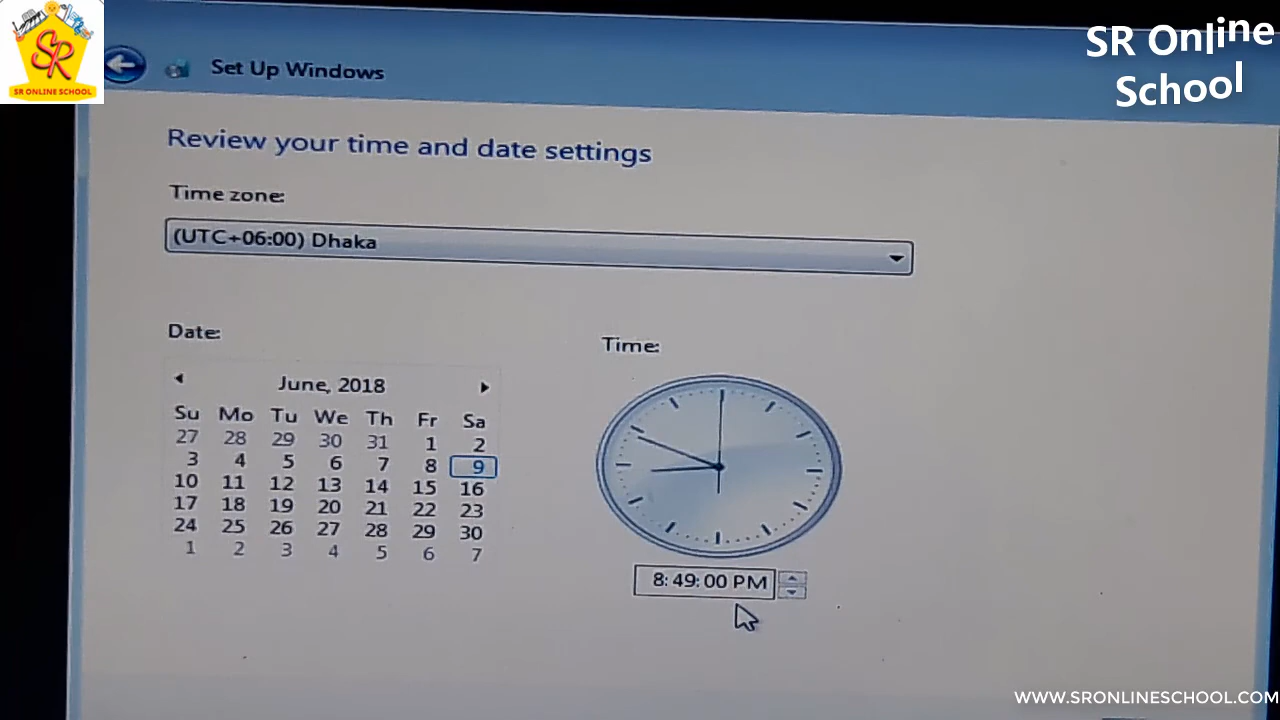 SR
SR ONLINE SCHOOL
SR Online
School
Set Up Windows
Review your time and date settings
Time zone:
(UTC+06:00) Dhaka
Date:
June, 2018
Su Mo Tu We Th Fr Sa
27 28 29 30 31 1 2
3 4 5 6 7 8 9
10 11 12 13 14 15 16
17 18 19 20 21 22 23
24 25 26 27 28 29 30
1 2 3 4 5 6 7
Time:
8:49:00 PM
WWW.SRONLINESCHOOL.COM